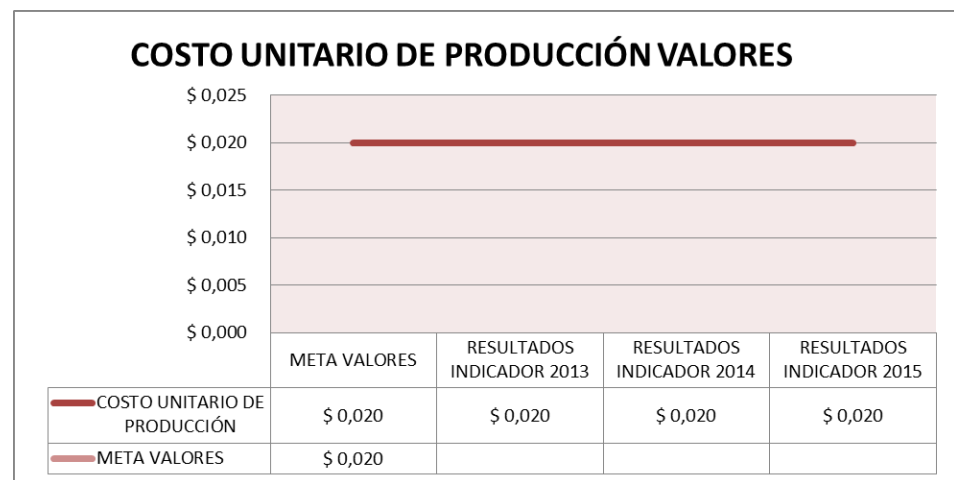 COSTO UNITARIO DE PRODUCCIÓN VALORES
$ 0,025
$ 0,020
$ 0,015
$ 0,010
$ 0,005
$ 0,000
META VALORES
RESULTADOS
INDICADOR 2013
RESULTADOS
INDICADOR 2014
RESULTADOS
INDICADOR 2015
COSTO UNITARIO DE
PRODUCCIÓN
$ 0,020
$ 0,020
$ 0,020
$ 0,020
META VALORES
$ 0,020